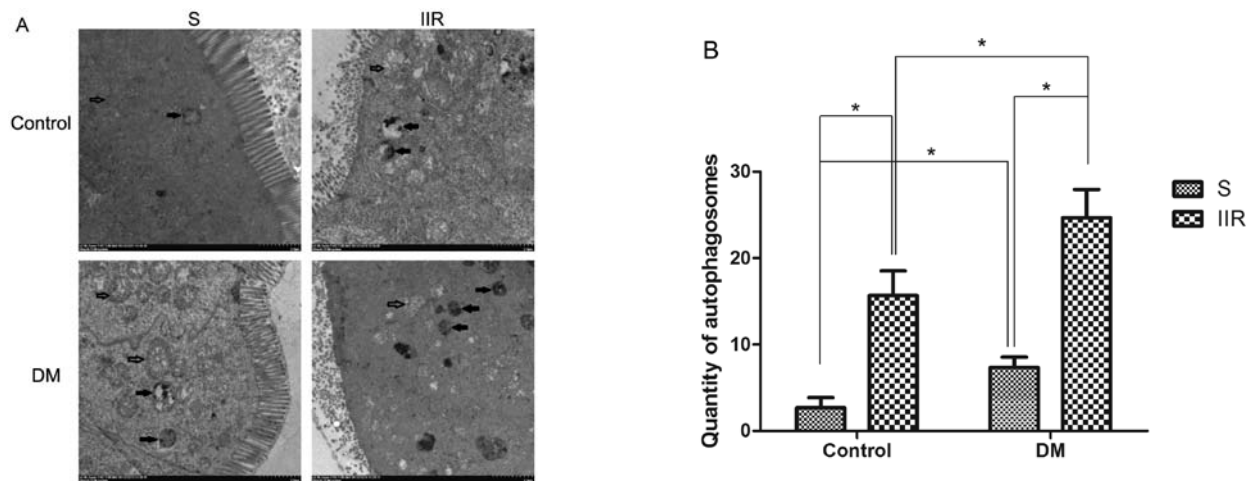 A
S
IIR
Control
DM
B
*
*
*
*
Quantity of autophagosomes
30
20
10
0
Control
DM
S
IIR